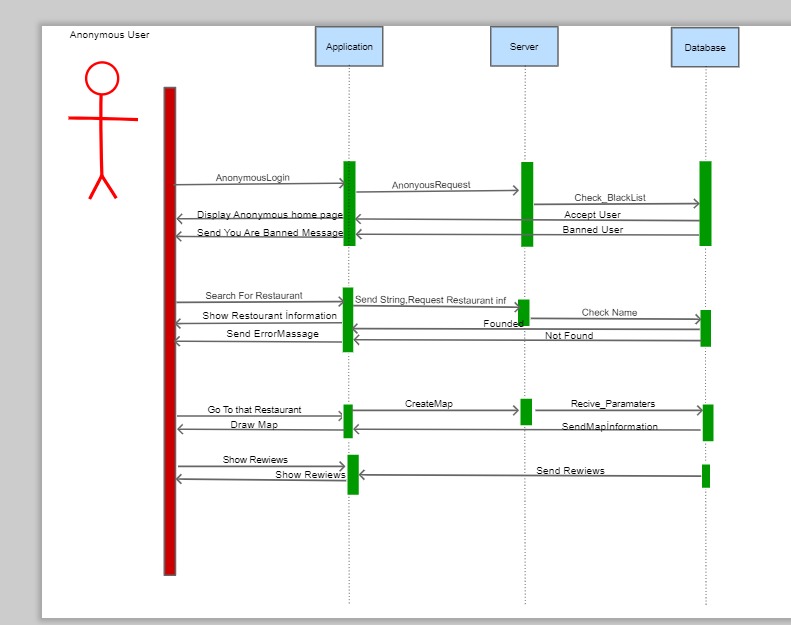 Anonymous User
Application
Server
Database
AnonymousLogin
AnonyousRequest
Check_BlackList
Display Anonymous home page
Accept User
Send You Are Banned Message
Banned User
Search For Restaurant
Send String,Request Restaurant inf
Check Name
Show Restourant İnformation
Founded
Send ErrorMassage
Not Found
Go To that Restaurant
CreateMap
Recive_Paramaters
Draw Map
SendMapİnformation
Show Rewiews
Send Rewiews
Show Rewiews